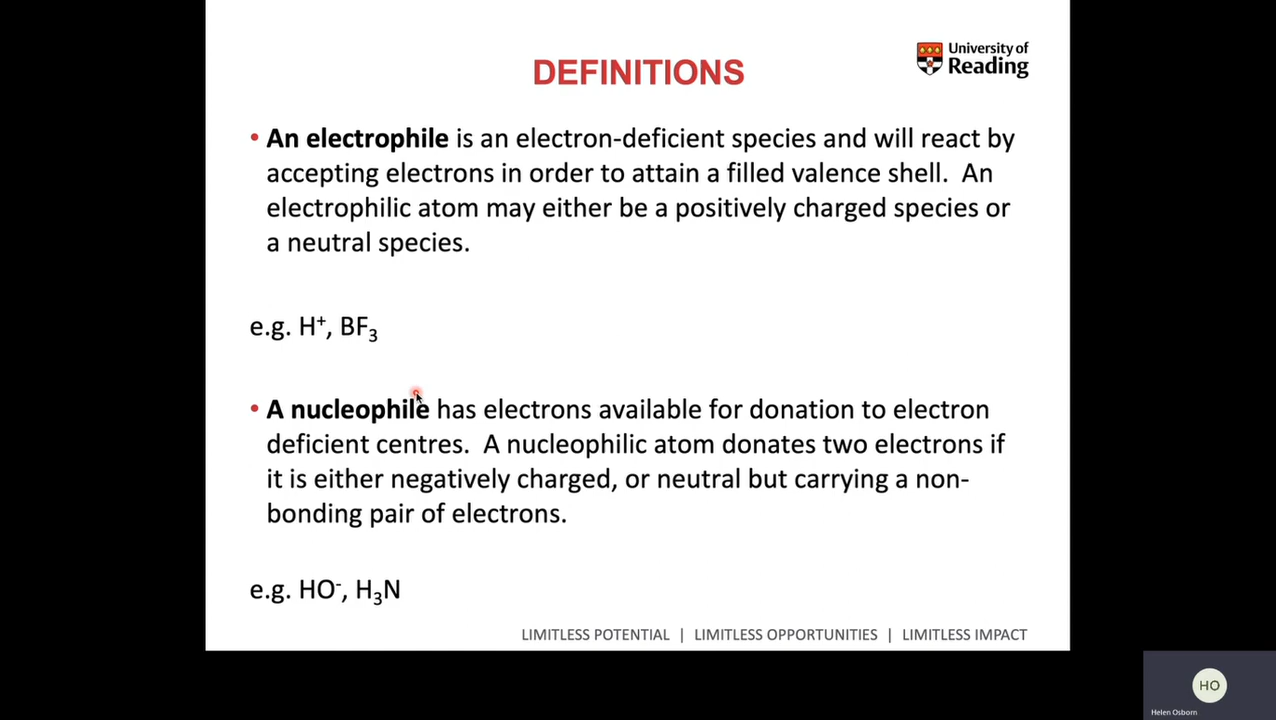 University of
Reading
DEFINITIONS
• An electrophile is an electron-deficient species and will react by
accepting electrons in order to attain a filled valence shell. An
electrophilic atom may either be a positively charged species or
a neutral species.
e.g. H⁺, BF₃
• A nucleophile has electrons available for donation to electron
deficient centres. A nucleophilic atom donates two electrons if
it is either negatively charged, or neutral but carrying a non-
bonding pair of electrons.
e.g. HO⁻, H₃N
LIMITLESS POTENTIAL | LIMITLESS OPPORTUNITIES | LIMITLESS IMPACT
HO
Helen Osborn